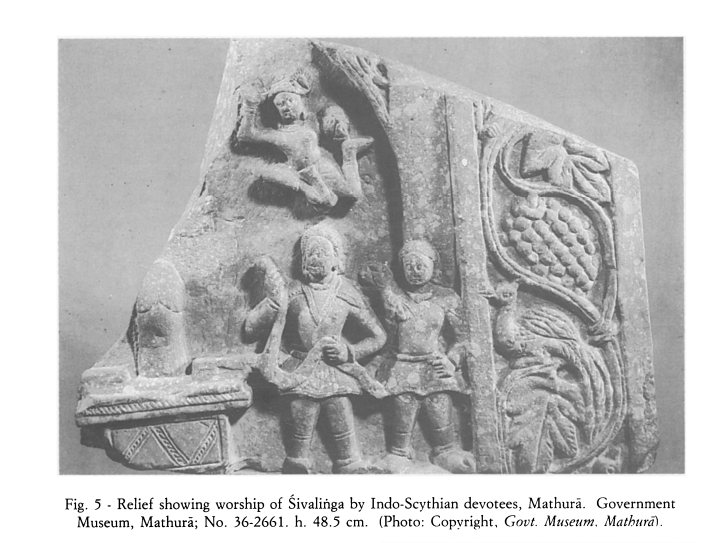 Fig. 5 - Relief showing worship of Śivaliṅga by Indo-Scythian devotees, Mathurā. Government
Museum, Mathurā; No. 36-2661. h. 48.5 cm. (Photo: Copyright, Govt. Museum. Mathurā).